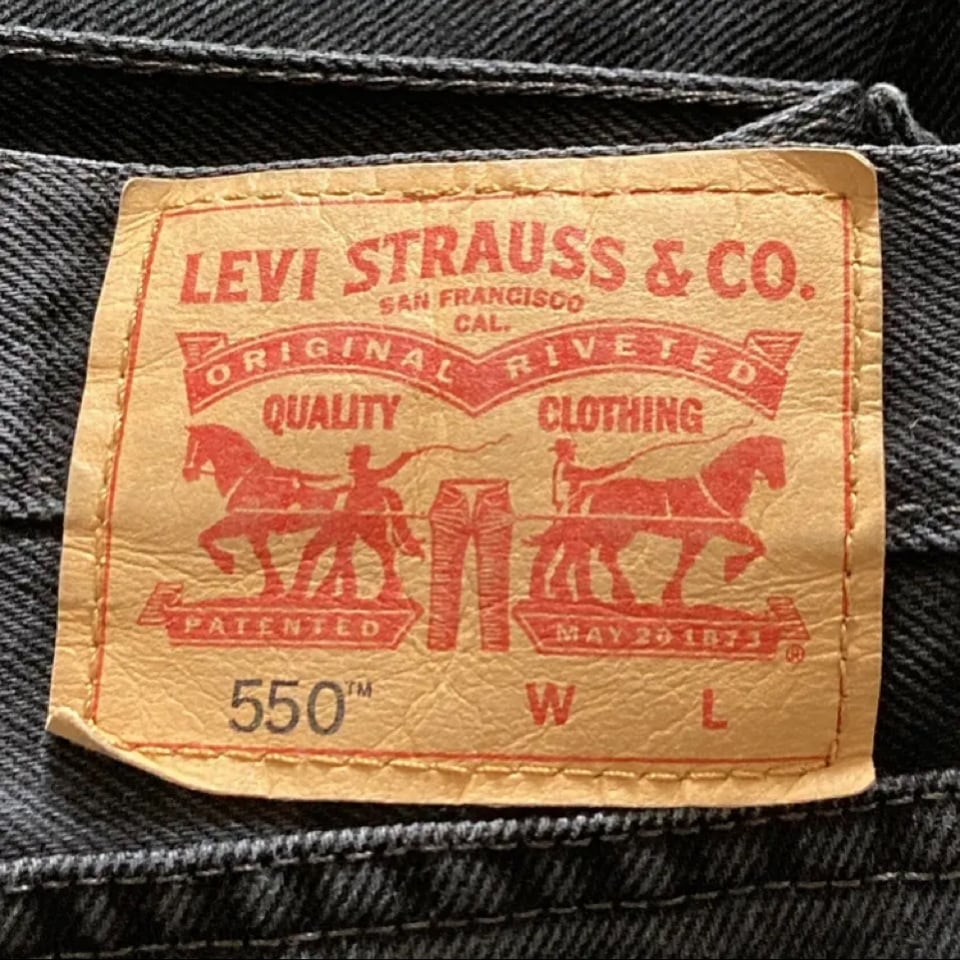 LEVI STRAUSS & CO.
SAN FRANCISCO
CAL.
ORIGINAL RIVETED
QUALITY CLOTHING
PATENTED MAY 20 1873 ®
550™ W L